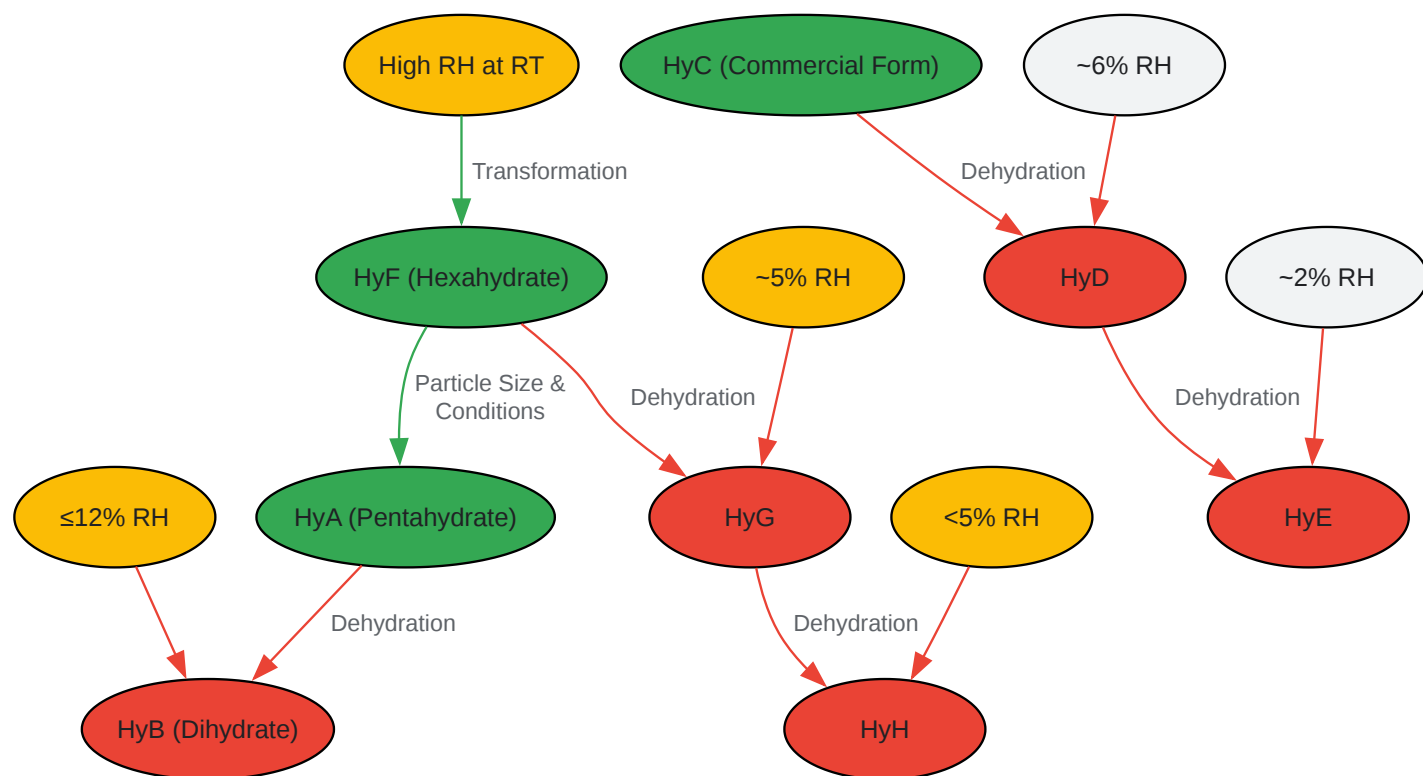 High RH at RT
HyC (Commercial Form)
~6% RH
Transformation
Dehydration
HyF (Hexahydrate)
~5% RH
HyD
~2% RH
Particle Size &
Conditions
Dehydration
Dehydration
≤12% RH
HyA (Pentahydrate)
HyG
<5% RH
HyE
Dehydration
Dehydration
HyB (Dihydrate)
HyH